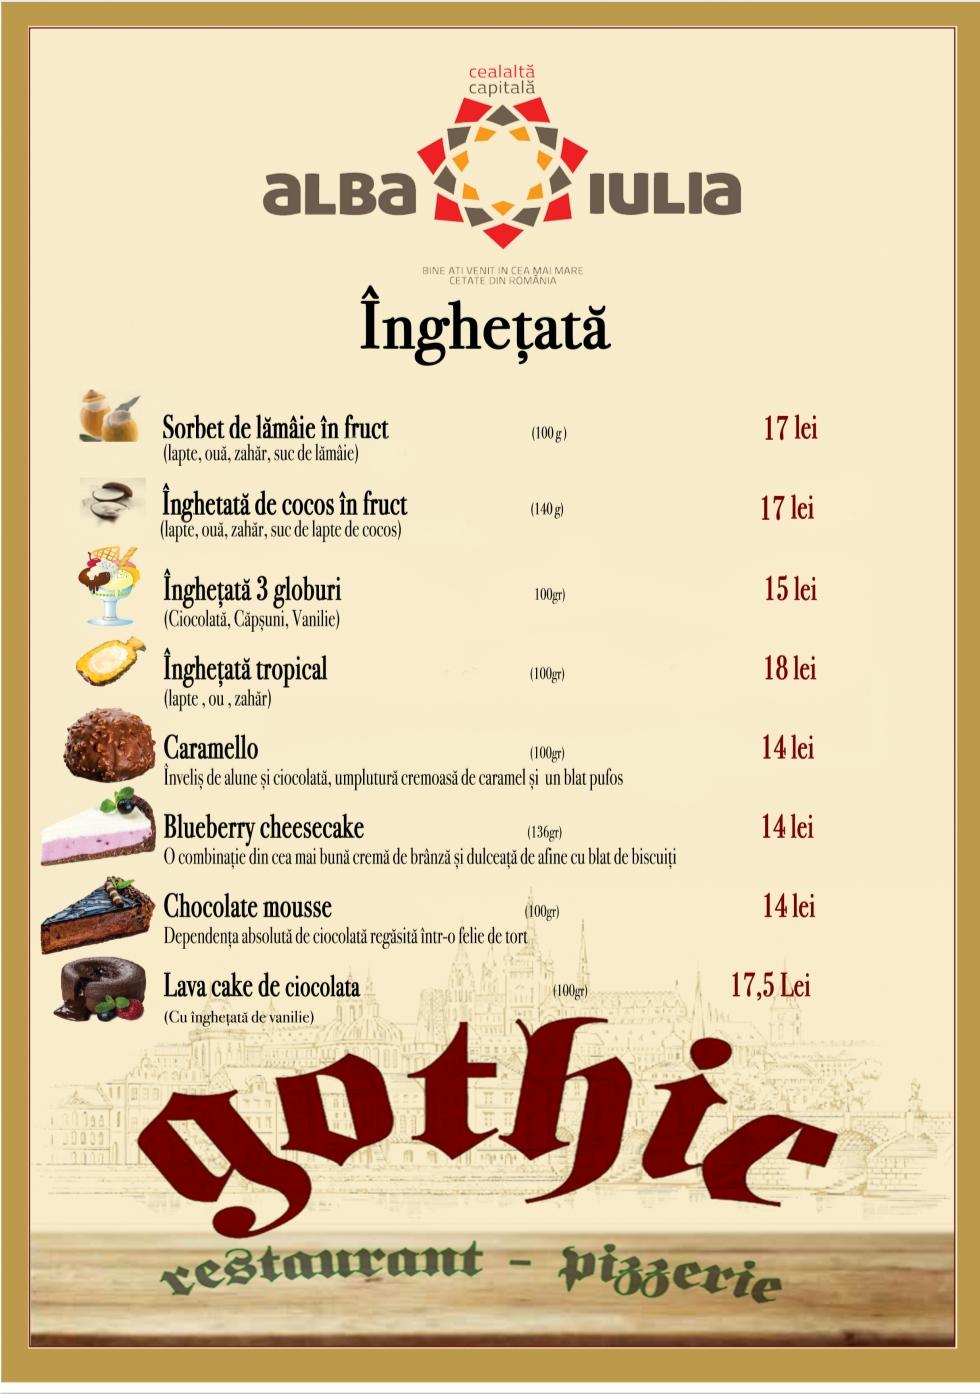 cealaltă
capitală
ALBA IULIA
BINE ATI VENIT IN CEA MAI MARE
CETATE DIN ROMÂNIA
Înghețată
Sorbet de lămâie în fruct (100 g) 17 lei
(lapte, ouă, zahăr, suc de lămâie)
Înghetată de cocos în fruct (140 g) 17 lei
(lapte, ouă, zahăr, suc de lapte de cocos)
Înghețată 3 globuri 100gr) 15 lei
(Ciocolată, Căpșuni, Vanilie)
Înghețată tropical (100gr) 18 lei
(lapte , ou , zahăr)
Caramello (100gr) 14 lei
Înveliș de alune și ciocolată, umplutură cremoasă de caramel și un blat pufos
Blueberry cheesecake (136gr) 14 lei
O combinație din cea mai bună cremă de brânză și dulceață de afine cu blat de biscuiți
Chocolate mousse (100gr) 14 lei
Dependența absolută de ciocolată regăsită într-o felie de tort
Lava cake de ciocolata (100gr) 17,5 Lei
(Cu înghețată de vanilie)
gothic
restaurant - pizzerie